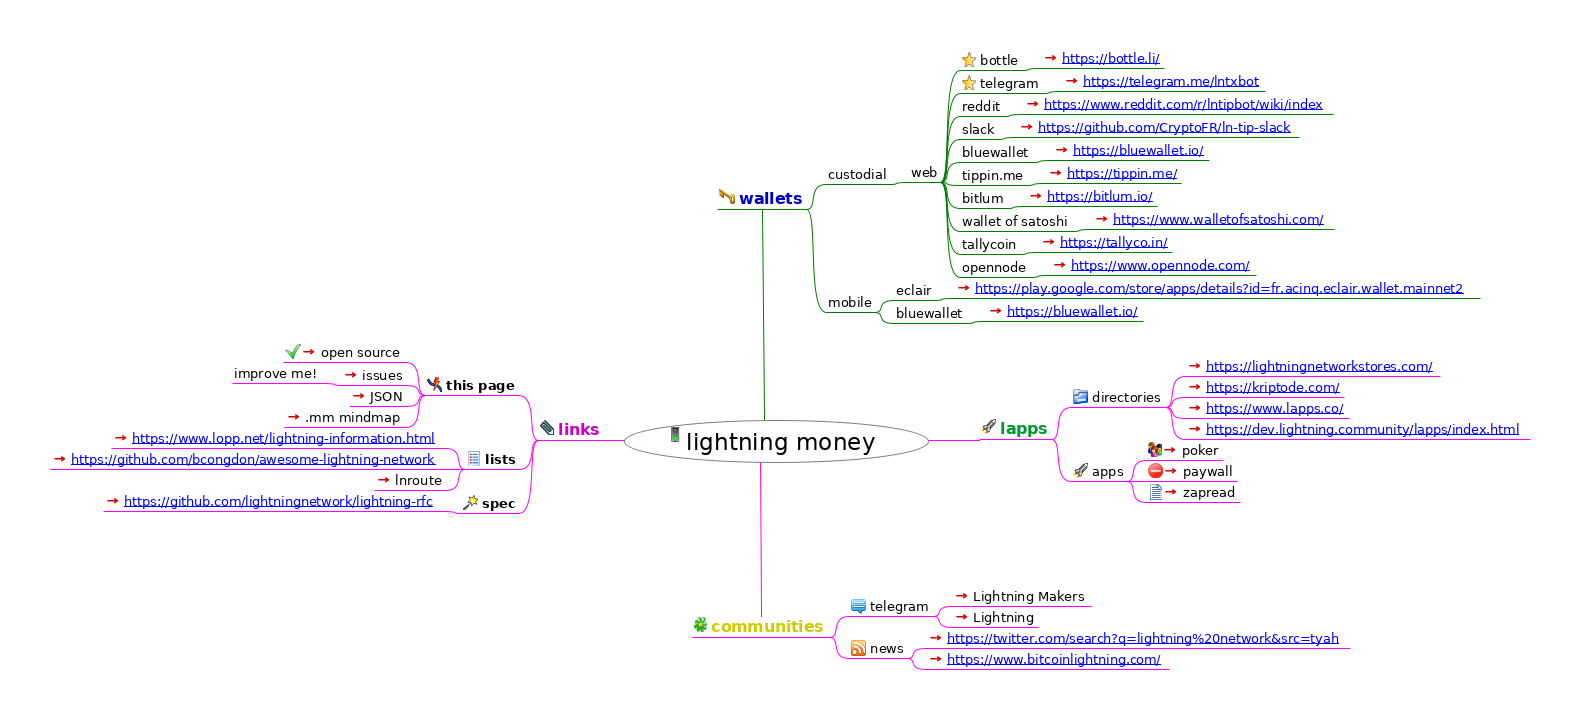 lightning money
wallets
custodial
web
bottle
https://bottle.li/
telegram
https://telegram.me/lntxbot
reddit
https://www.reddit.com/r/lntipbot/wiki/index
slack
https://github.com/CryptoFR/ln-tip-slack
bluewallet
https://bluewallet.io/
tippin.me
https://tippin.me/
bitlum
https://bitlum.io/
wallet of satoshi
https://www.walletofsatoshi.com/
tallycoin
https://tallyco.in/
opennode
https://www.opennode.com/
mobile
eclair
https://play.google.com/store/apps/details?id=fr.acinq.eclair.wallet.mainnet2
bluewallet
https://bluewallet.io/
links
this page
open source
issues
improve me!
JSON
.mm mindmap
lists
https://www.lopp.net/lightning-information.html
https://github.com/bcongdon/awesome-lightning-network
lnroute
spec
https://github.com/lightningnetwork/lightning-rfc
lapps
directories
https://lightningnetworkstores.com/
https://kriptode.com/
https://www.lapps.co/
https://dev.lightning.community/lapps/index.html
apps
poker
paywall
zapread
communities
telegram
Lightning Makers
Lightning
news
https://twitter.com/search?q=lightning%20network&src=tyah
https://www.bitcoinlightning.com/